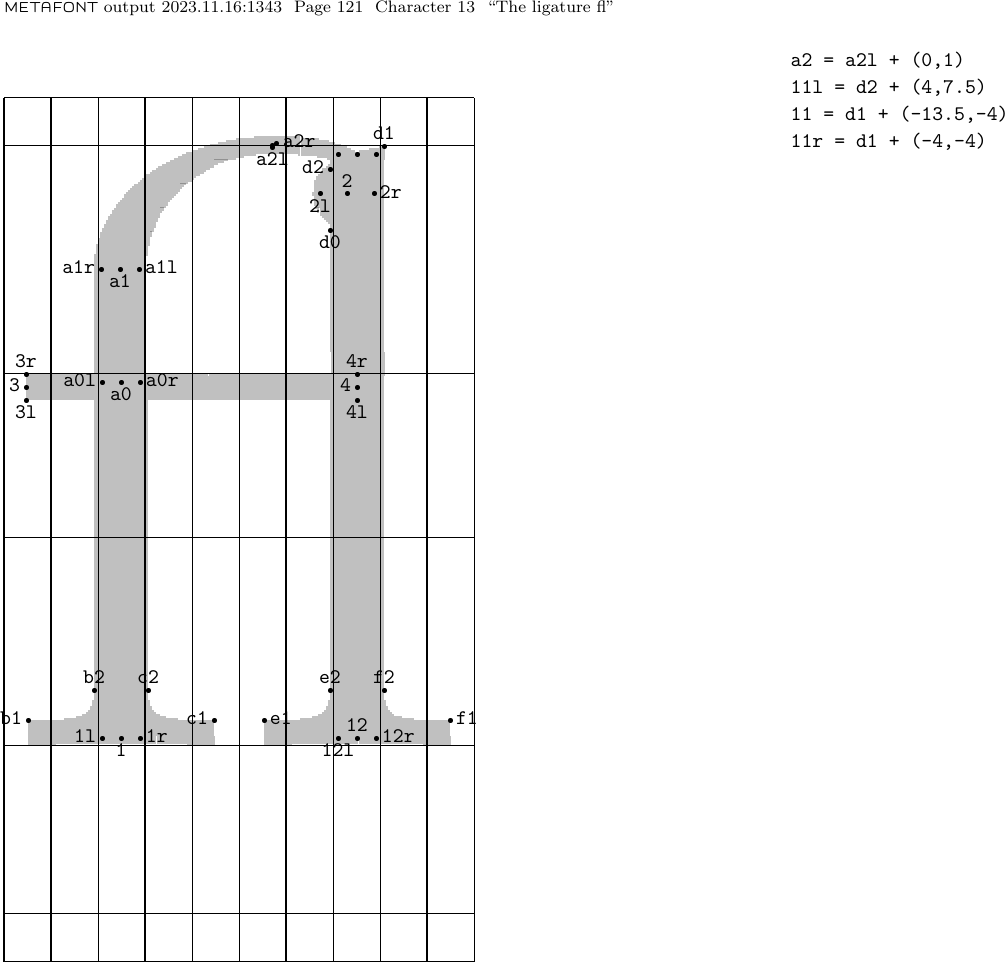 METAFONT output 2023.11.16:1343 Page 121 Character 13 “The ligature fl”
a2 = a2l + (0,1)
11l = d2 + (4,7.5)
11 = d1 + (-13.5,-4)
11r = d1 + (-4,-4)
d1
a2r
a2l
d2
2
2r
2l
d0
a1r
a1l
a1
3r
4r
3
a0l
a0r
4
a0
3l
4l
b2
c2
e2
f2
b1
c1
e1
f1
12
1l
1r
12r
1
12l